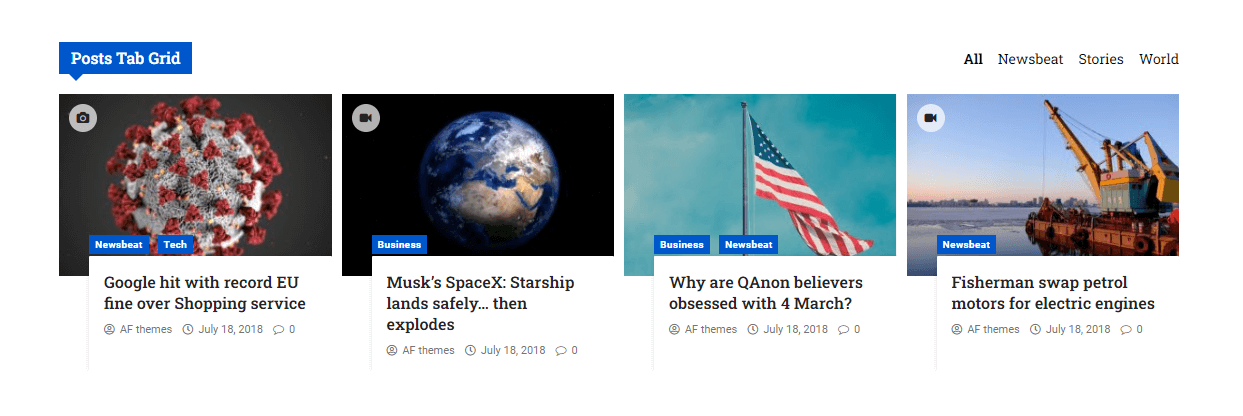 Posts Tab Grid
All Newsbeat Stories World
Newsbeat Tech
Google hit with record EU
fine over Shopping service
AF themes July 18, 2018 0
Business
Musk’s SpaceX: Starship
lands safely… then
explodes
AF themes July 18, 2018 0
Business Newsbeat
Why are QAnon believers
obsessed with 4 March?
AF themes July 18, 2018 0
Newsbeat
Fisherman swap petrol
motors for electric engines
AF themes July 18, 2018 0